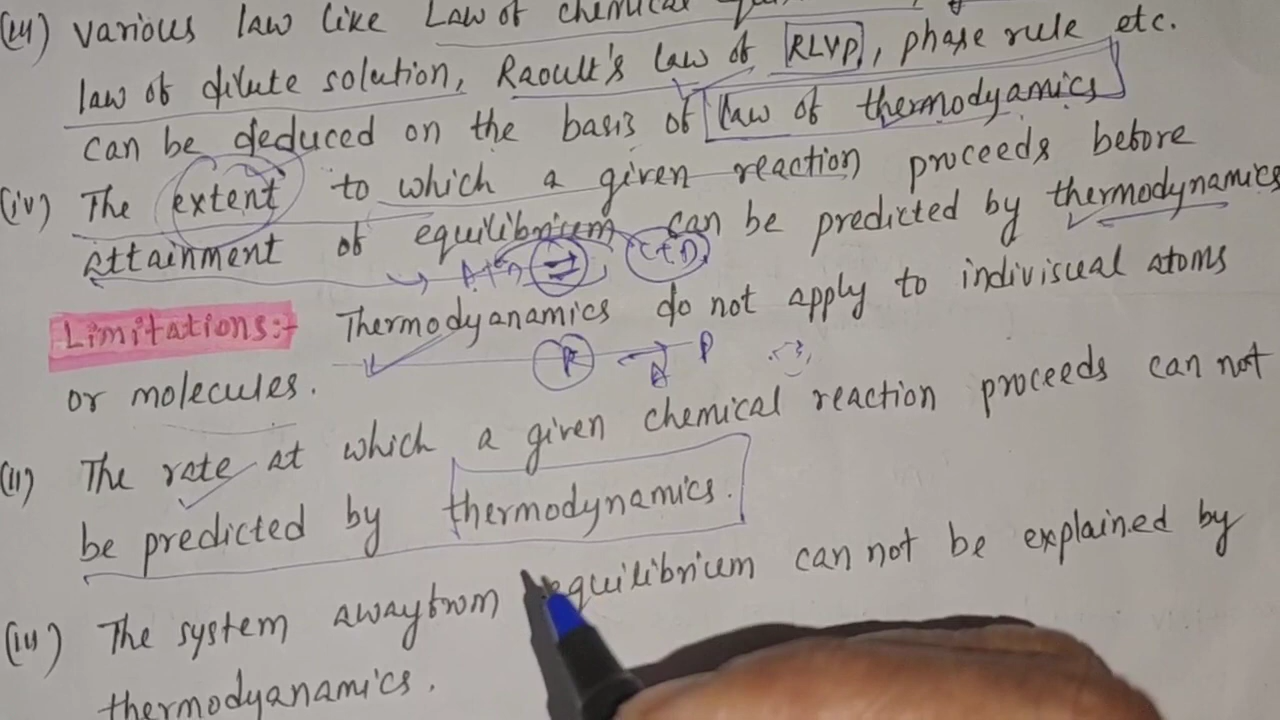 (iii) various law like Law of chemical
law of dilute solution, Raoult's law of RLVP, phase rule etc.
can be deduced on the basis of law of thermodyamics
(iv) The extent to which a given reaction proceeds before
attainment of equilibrium can be predicted by thermodynamics
A+B ⇌ C+D
Limitations:- Thermodyanamics do not apply to indivisual atoms
R → P
or molecules.
(ii) The rate at which a given chemical reaction proceeds can not
be predicted by thermodynamics.
(iii) The system away from equilibrium can not be explained by
thermodyanamics.